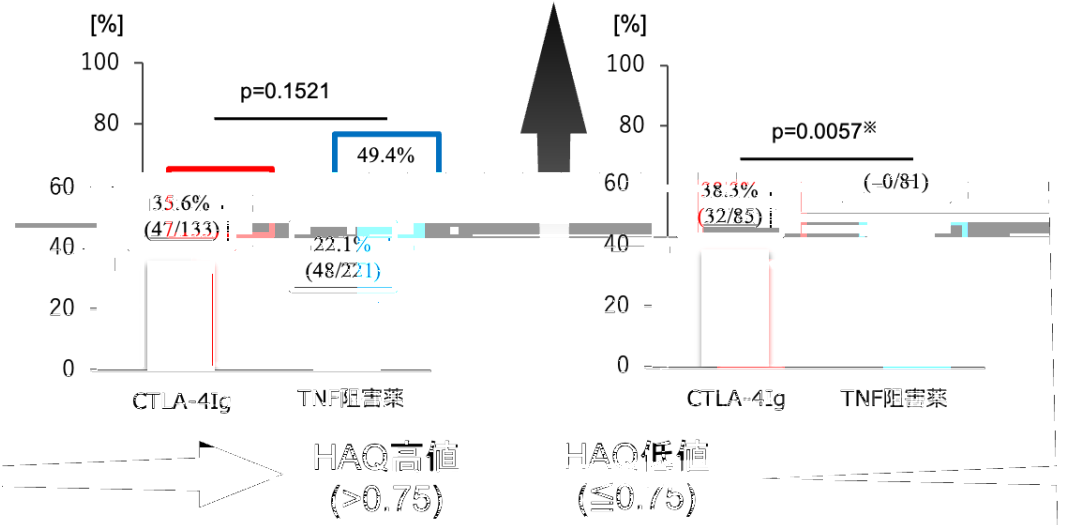 [%]
100
p=0.1521
80
49.4%
60
35.6%
(47/133)
40
22.1%
(48/221)
20
0
CTLA-4Ig
TNF阻害薬
HAQ高値
(>0.75)
[%]
100
80
p=0.0057※
60
38.3%
(32/85)
40
20
0
CTLA-4Ig
TNF阻害薬
HAQ低値
(≦0.75)